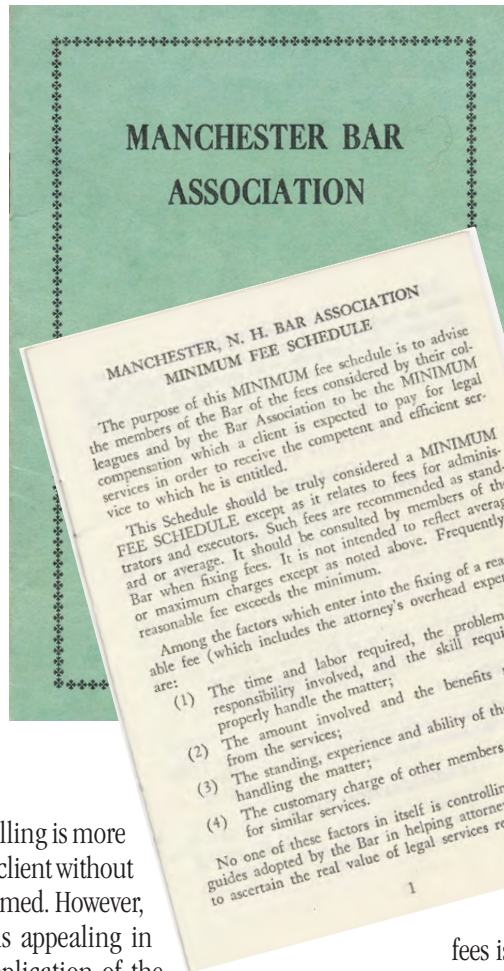 MANCHESTER BAR
ASSOCIATION
MANCHESTER, N. H. BAR ASSOCIATION
MINIMUM FEE SCHEDULE
The purpose of this MINIMUM fee schedule is to advise
the members of the Bar of the fees considered by their col-
leagues and by the Bar Association to be the MINIMUM
compensation which a client is expected to pay for legal
services in order to receive the competent and efficient ser-
vice to which he is entitled.
This Schedule should be truly considered a MINIMUM
FEE SCHEDULE except as it relates to fees for adminis-
trators and executors. Such fees are recommended as stand-
ard or average. It should be consulted by members of the
Bar when fixing fees. It is not intended to reflect averag
or maximum charges except as noted above. Frequently
reasonable fee exceeds the minimum.
Among the factors which enter into the fixing of a rea
able fee (which includes the attorney's overhead expen
are:
(1) The time and labor required, the problem
responsibility involved, and the skill requi
properly handle the matter;
(2) The amount involved and the benefits
from the services;
(3) The standing, experience and ability of the
handling the matter;
(4) The customary charge of other members
for similar services.
No one of these factors in itself is controllin
guides adopted by the Bar in helping attorne
to ascertain the real value of legal services re
1
lling is more
client without
med. However,
s appealing in
plication of the
fees is